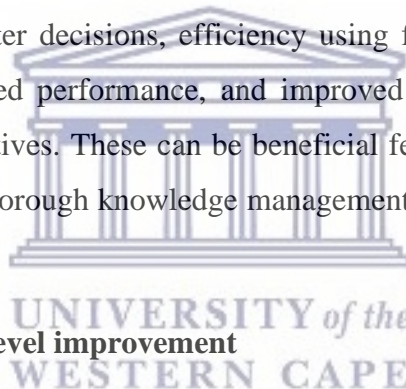 ter decisions, efficiency using f
ed performance, and improved
tives. These can be beneficial fe
orough knowledge management
UNIVERSITY of the
evel improvement
WESTERN CAPE